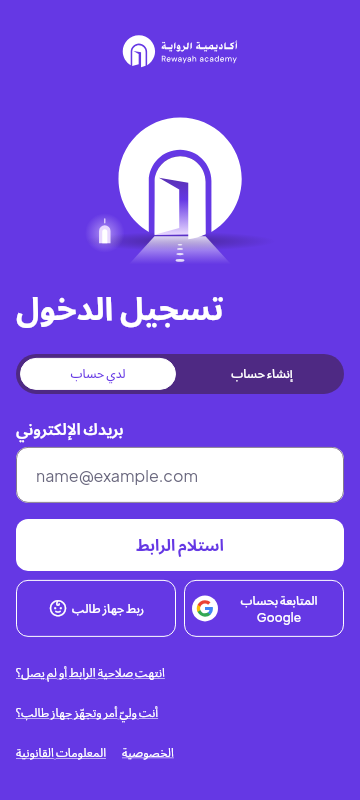 أكاديمية الرواية
Rewayah academy
تسجيل الدخول
إنشاء حساب
لدي حساب
بريدك الإلكتروني
name@example.com
استلام الرابط
المتابعة بحساب
Google
ربط جهاز طالب
انتهت صلاحية الرابط أو لم يصل؟
أنت وليّ أمر وتجهّز جهاز طالب؟
الخصوصية
المعلومات القانونية